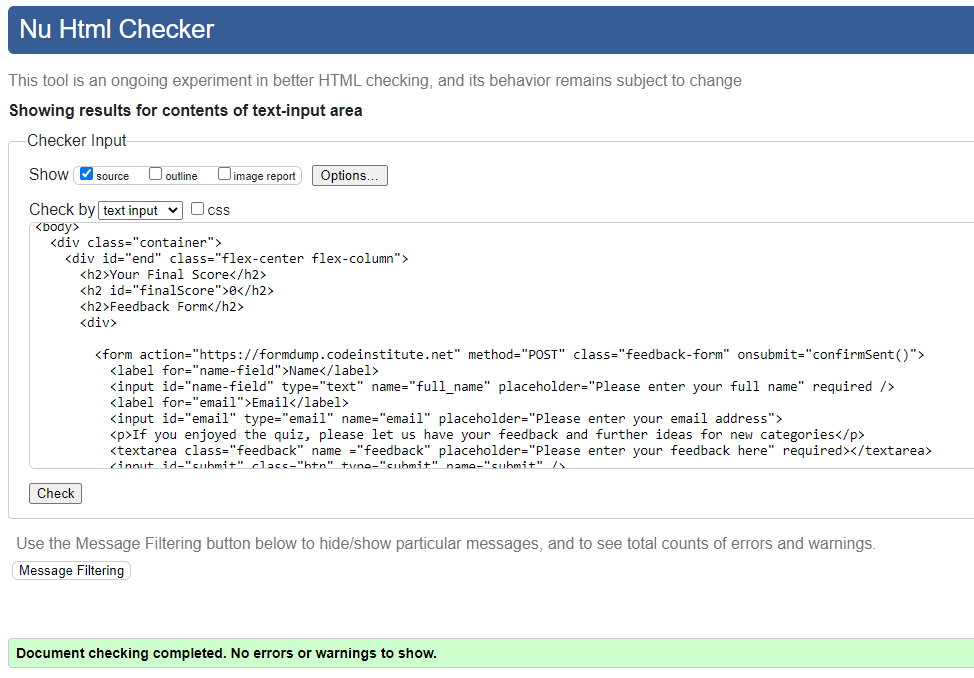 Nu Html Checker
This tool is an ongoing experiment in better HTML checking, and its behavior remains subject to change
Showing results for contents of text-input area
Checker Input
Show source outline image report Options...
Check by text input css
<body>
<div class="container">
<div id="end" class="flex-center flex-column">
<h2>Your Final Score</h2>
<h2 id="finalScore">0</h2>
<h2>Feedback Form</h2>
<div>
<form action="https://formdump.codeinstitute.net" method="POST" class="feedback-form" onsubmit="confirmSent()">
<label for="name-field">Name</label>
<input id="name-field" type="text" name="full_name" placeholder="Please enter your full name" required />
<label for="email">Email</label>
<input id="email" type="email" name="email" placeholder="Please enter your email address">
<p>If you enjoyed the quiz, please let us have your feedback and further ideas for new categories</p>
<textarea class="feedback" name ="feedback" placeholder="Please enter your feedback here" required></textarea>
<input id="submit" class="btn" type="submit" name="submit" />
Check
Use the Message Filtering button below to hide/show particular messages, and to see total counts of errors and warnings.
Message Filtering
Document checking completed. No errors or warnings to show.